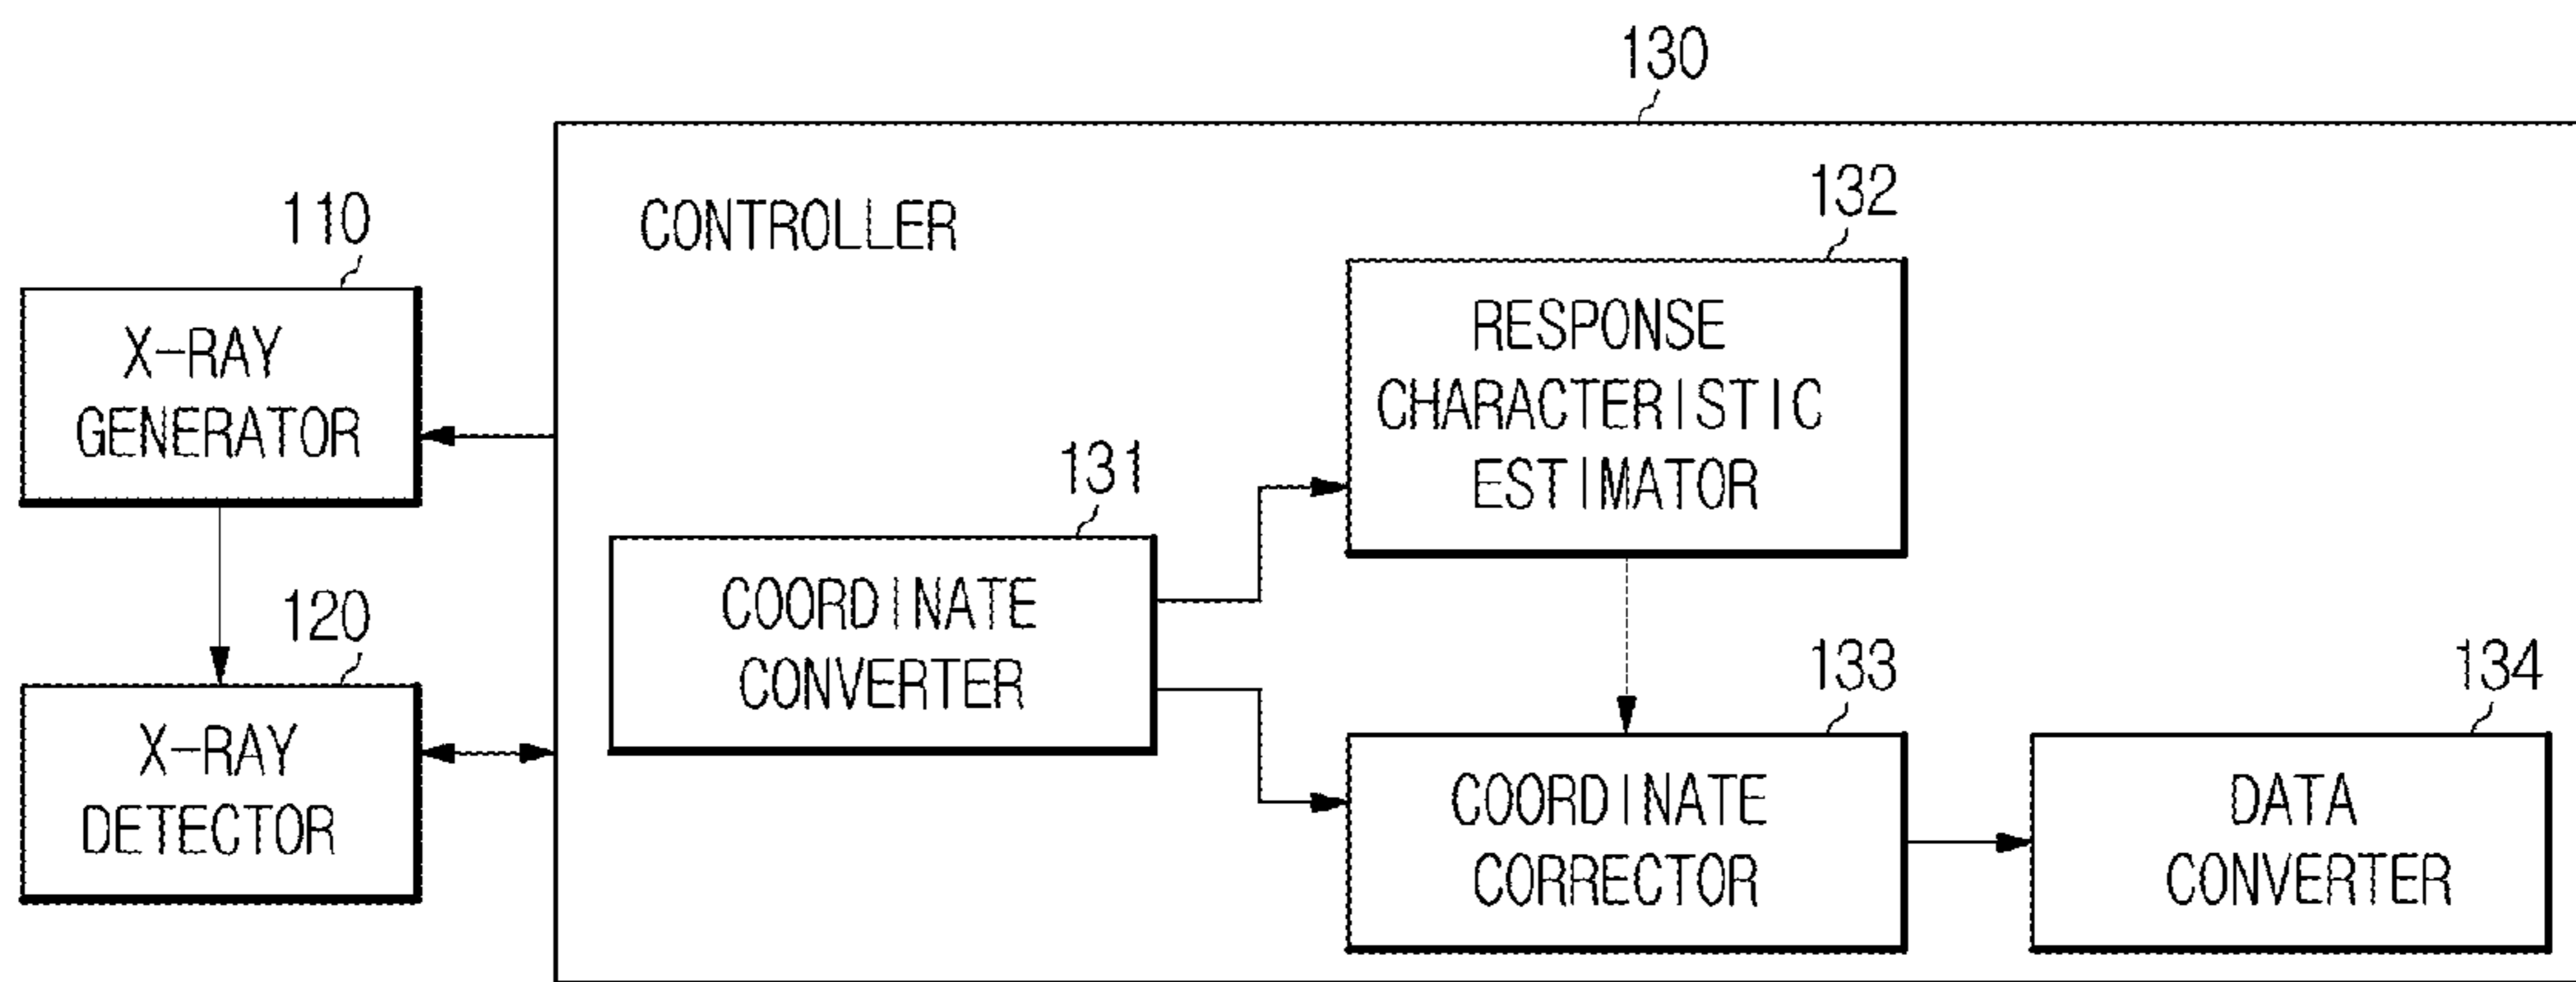 130
CONTROLLER
132
110
RESPONSE
CHARACTERISTIC
ESTIMATOR
X-RAY
GENERATOR
131
COORDINATE
CONVERTER
120
X-RAY
DETECTOR
133
COORDINATE
CORRECTOR
134
DATA
CONVERTER